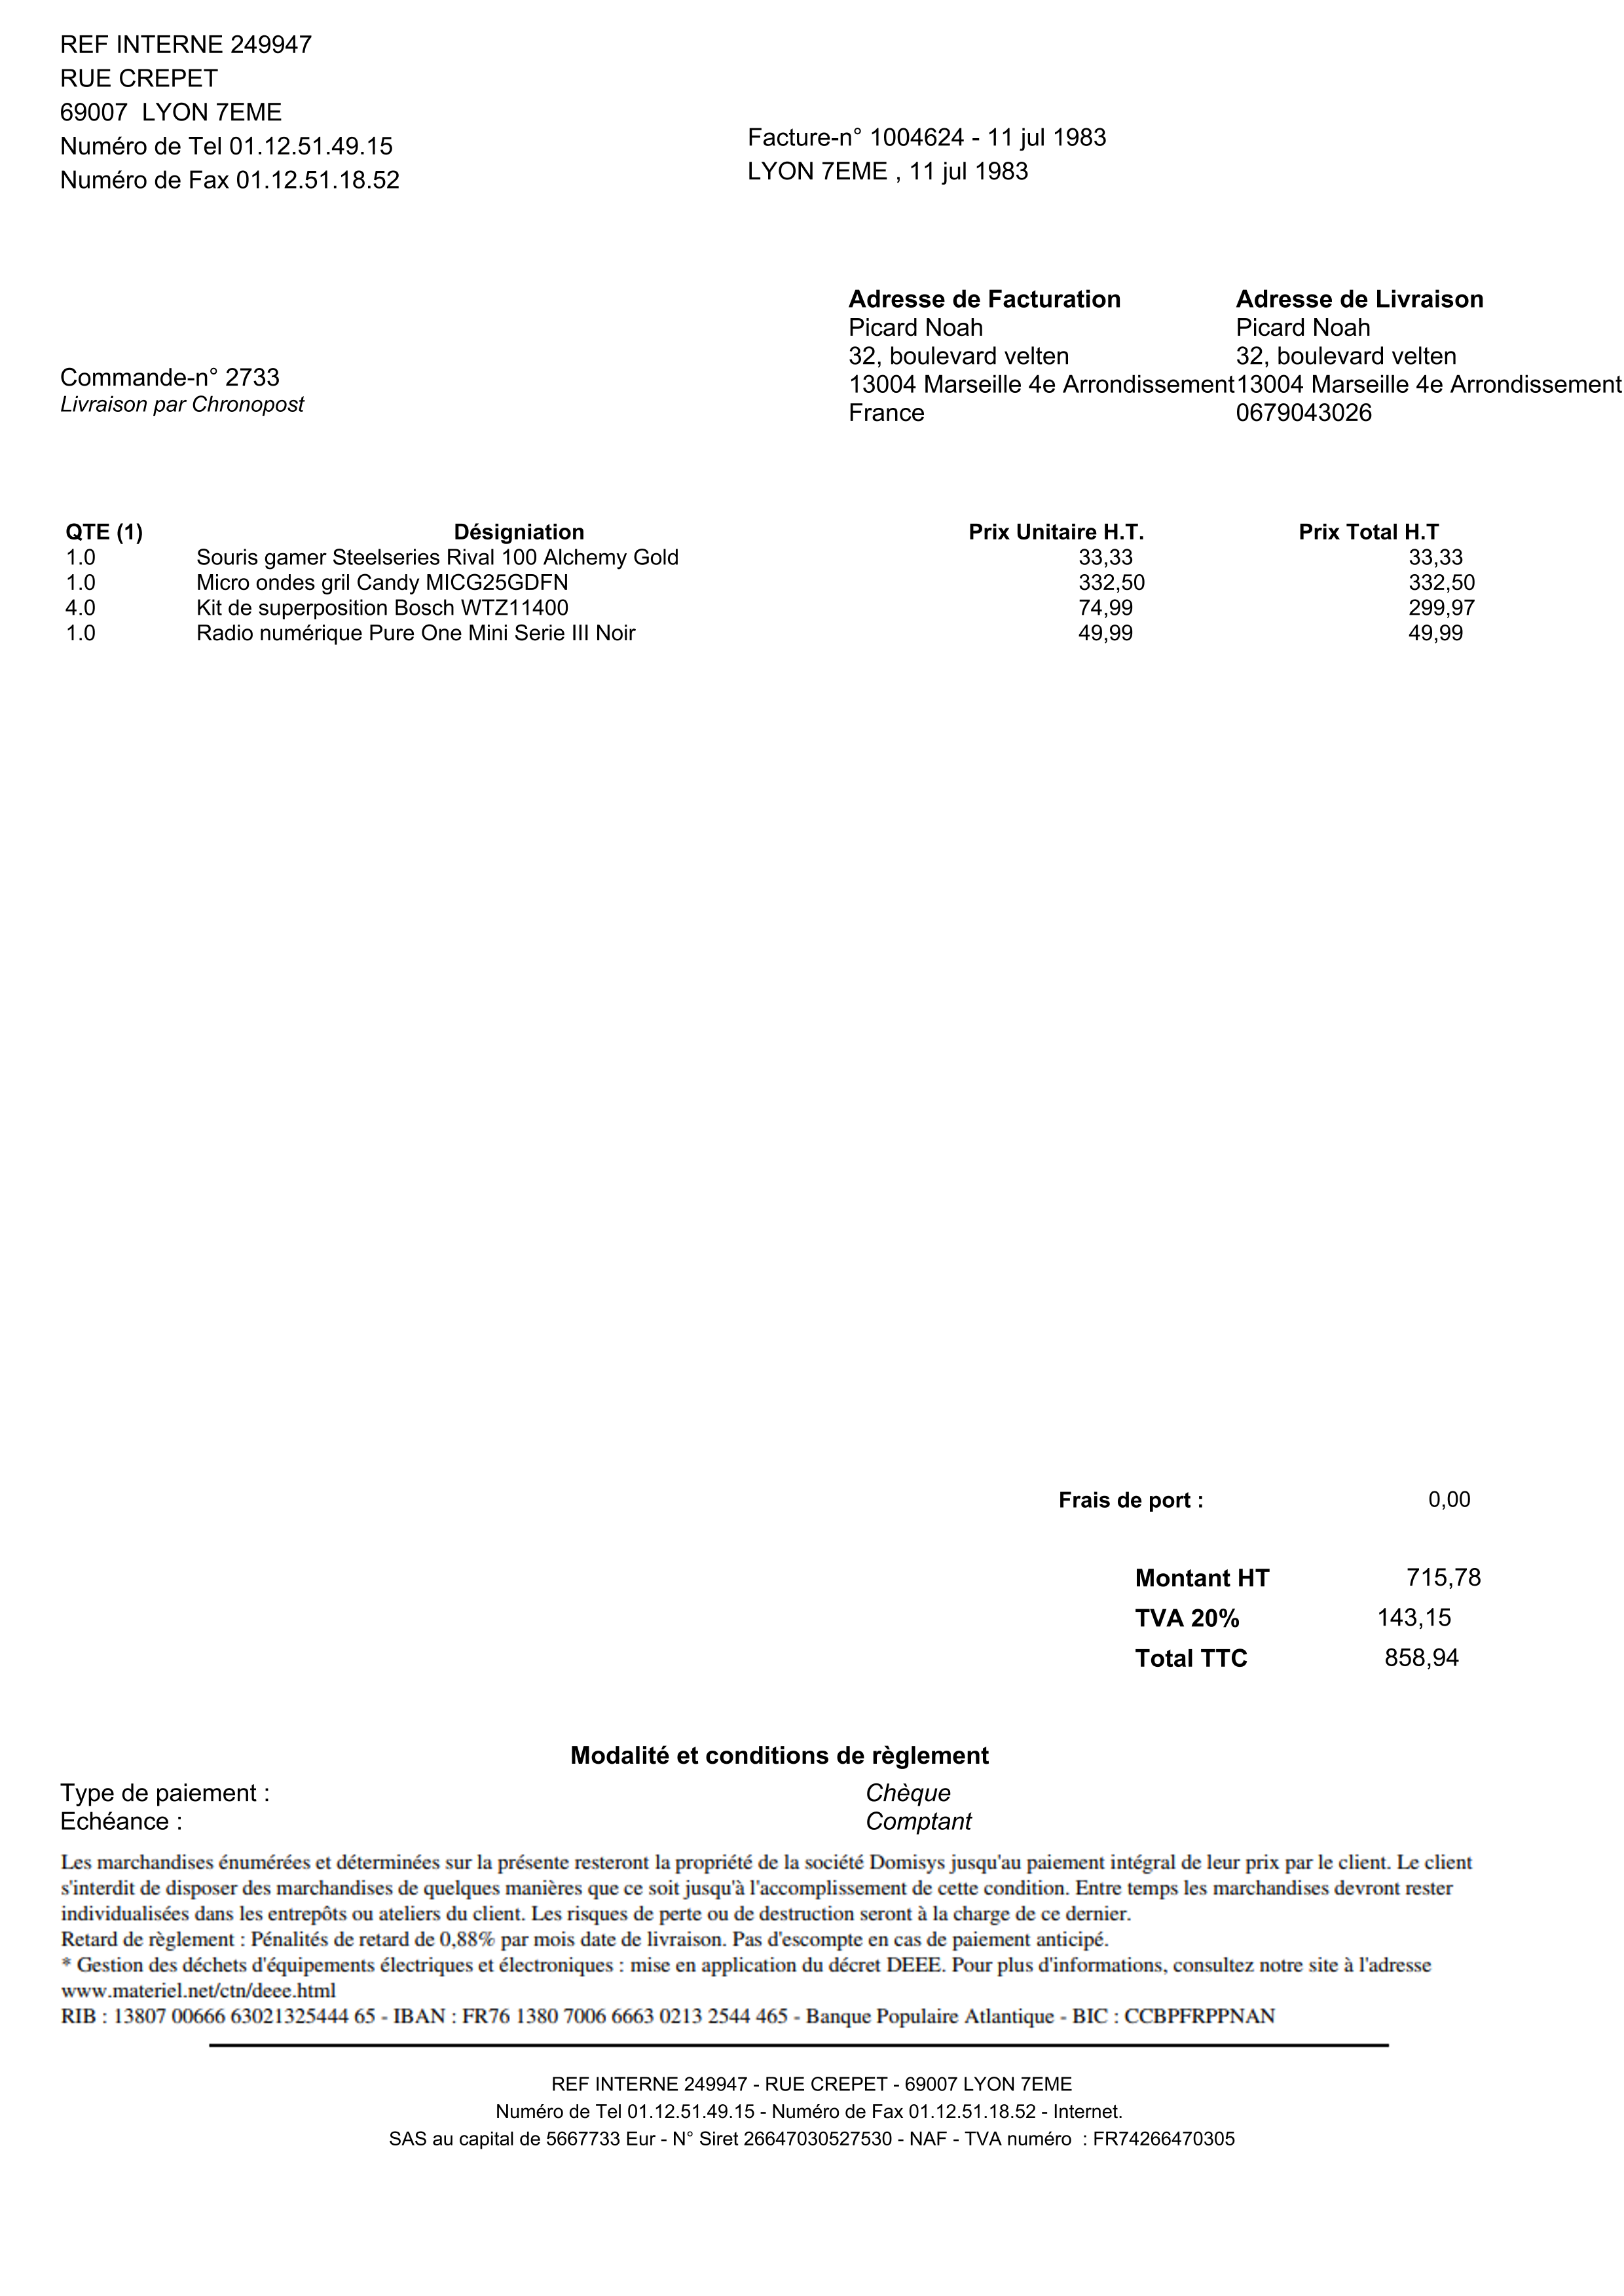 REF INTERNE 249947
RUE CREPET
69007  LYON 7EME
Numéro de Tel 01.12.51.49.15
Numéro de Fax 01.12.51.18.52
Facture-n° 1004624 - 11 jul 1983
LYON 7EME , 11 jul 1983
Commande-n° 2733
Livraison par Chronopost
Adresse de Facturation
Picard Noah
32, boulevard velten
13004 Marseille 4e Arrondissement
France
Adresse de Livraison
Picard Noah
32, boulevard velten
13004 Marseille 4e Arrondissement
0679043026
QTE (1) Désigniation Prix Unitaire H.T. Prix Total H.T
1.0 Souris gamer Steelseries Rival 100 Alchemy Gold 33,33 33,33
1.0 Micro ondes gril Candy MICG25GDFN 332,50 332,50
4.0 Kit de superposition Bosch WTZ11400 74,99 299,97
1.0 Radio numérique Pure One Mini Serie III Noir 49,99 49,99
Frais de port : 0,00
Montant HT 715,78
TVA 20% 143,15
Total TTC 858,94
Modalité et conditions de règlement
Type de paiement : Chèque
Echéance : Comptant
Les marchandises énumérées et déterminées sur la présente resteront la propriété de la société Domisys jusqu'au paiement intégral de leur prix par le client. Le client
s'interdit de disposer des marchandises de quelques manières que ce soit jusqu'à l'accomplissement de cette condition. Entre temps les marchandises devront rester
individualisées dans les entrepôts ou ateliers du client. Les risques de perte ou de destruction seront à la charge de ce dernier.
Retard de règlement : Pénalités de retard de 0,88% par mois date de livraison. Pas d'escompte en cas de paiement anticipé.
* Gestion des déchets d'équipements électriques et électroniques : mise en application du décret DEEE. Pour plus d'informations, consultez notre site à l'adresse
www.materiel.net/ctn/deee.html
RIB : 13807 00666 63021325444 65 - IBAN : FR76 1380 7006 6663 0213 2544 465 - Banque Populaire Atlantique - BIC : CCBPFRPPNAN
REF INTERNE 249947 - RUE CREPET - 69007 LYON 7EME
Numéro de Tel 01.12.51.49.15 - Numéro de Fax 01.12.51.18.52 - Internet.
SAS au capital de 5667733 Eur - N° Siret 26647030527530 - NAF - TVA numéro  : FR74266470305